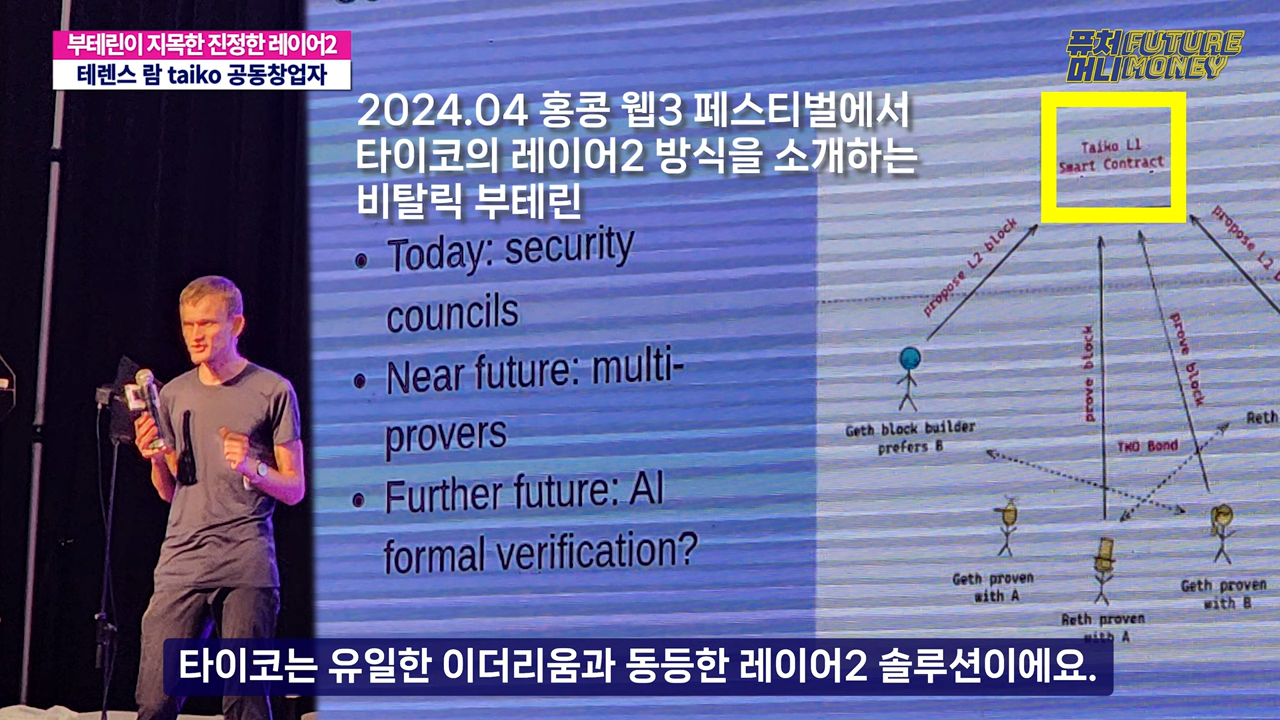 부테린이 지목한 진정한 레이어2
테렌스 람 taiko 공동창업자
퓨처머니 FUTURE MONEY
2024.04 홍콩 웹3 페스티벌에서
타이코의 레이어2 방식을 소개하는
비탈릭 부테린
• Today: security
councils
• Near future: multi-
provers
• Further future: AI
formal verification?
Taiko L1
Smart Contract
propose L2 block
propose L2 b
prove block
prove block
Geth block builder
prefers B
Reth
TKO Bond
Geth proven
with A
Reth proven
with A
Geth proven
with B
타이코는 유일한 이더리움과 동등한 레이어2 솔루션이에요.